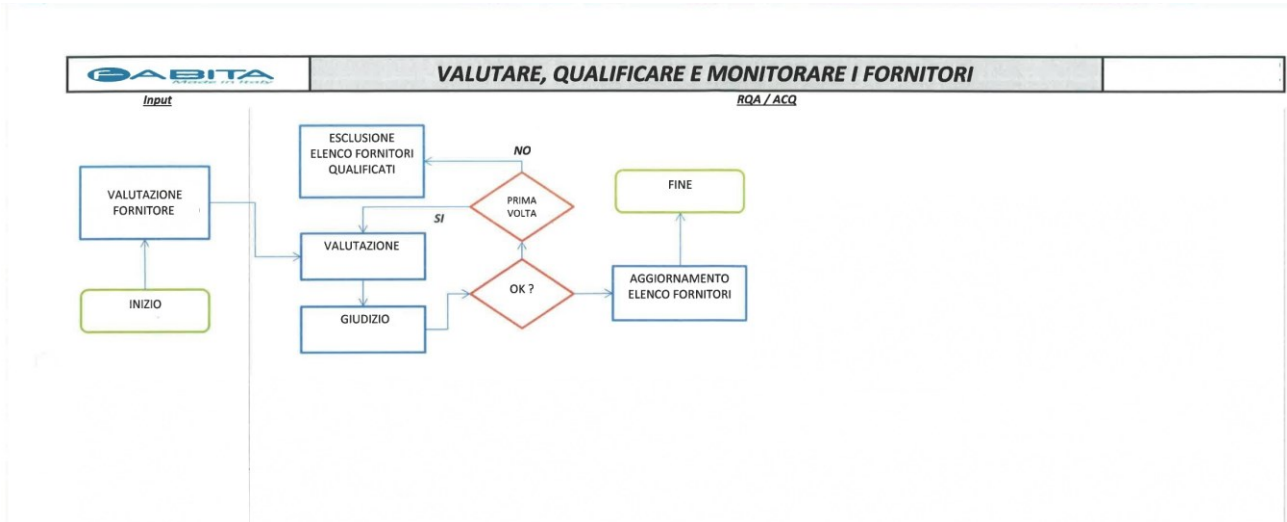 FABITA
Made in Italy
VALUTARE, QUALIFICARE E MONITORARE I FORNITORI
Input
RQA / ACQ
ESCLUSIONE
ELENCO FORNITORI
QUALIFICATI
NO
VALUTAZIONE
FORNITORE
PRIMA
VOLTA
FINE
SI
VALUTAZIONE
OK ?
AGGIORNAMENTO
ELENCO FORNITORI
INIZIO
GIUDIZIO